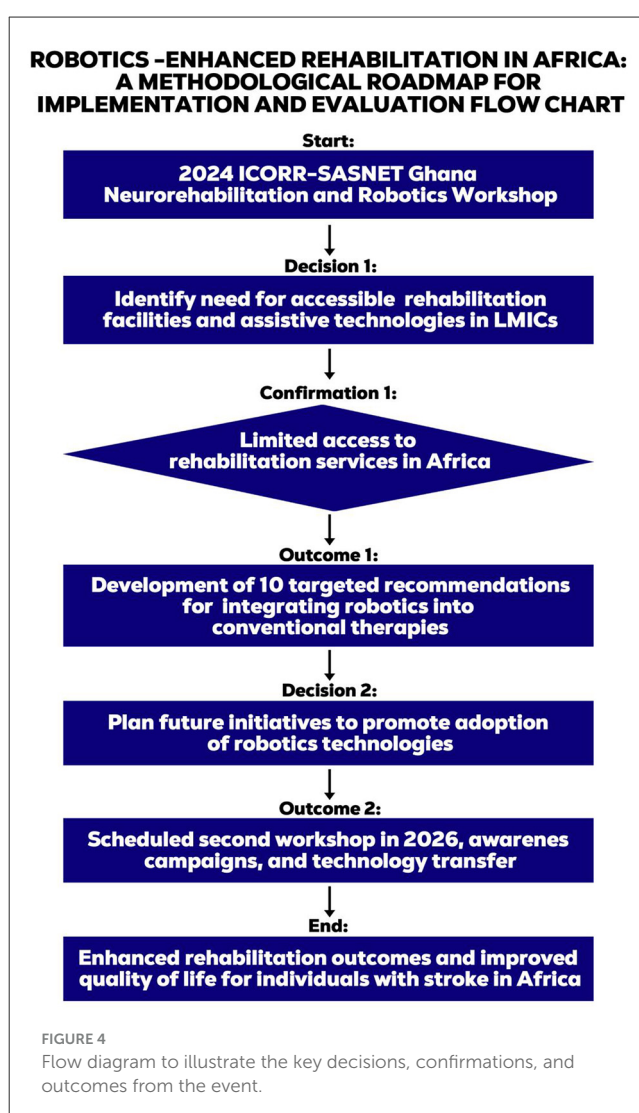 ROBOTICS -ENHANCED REHABILITATION IN AFRICA:
A METHODOLOGICAL ROADMAP FOR
IMPLEMENTATION AND EVALUATION FLOW CHART
Start:
2024 ICORR-SASNET Ghana
Neurorehabilitation and Robotics Workshop
Decision 1:
Identify need for accessible rehabilitation
facilities and assistive technologies in LMICs
Confirmation 1:
Limited access to
rehabilitation services in Africa
Outcome 1:
Development of 10 targeted recommendations
for integrating robotics into
conventional therapies
Decision 2:
Plan future initiatives to promote adoption
of robotics technologies
Outcome 2:
Scheduled second workshop in 2026, awarenes
campaigns, and technology transfer
End:
Enhanced rehabilitation outcomes and improved
quality of life for individuals with stroke in Africa
FIGURE 4
Flow diagram to illustrate the key decisions, confirmations, and
outcomes from the event.